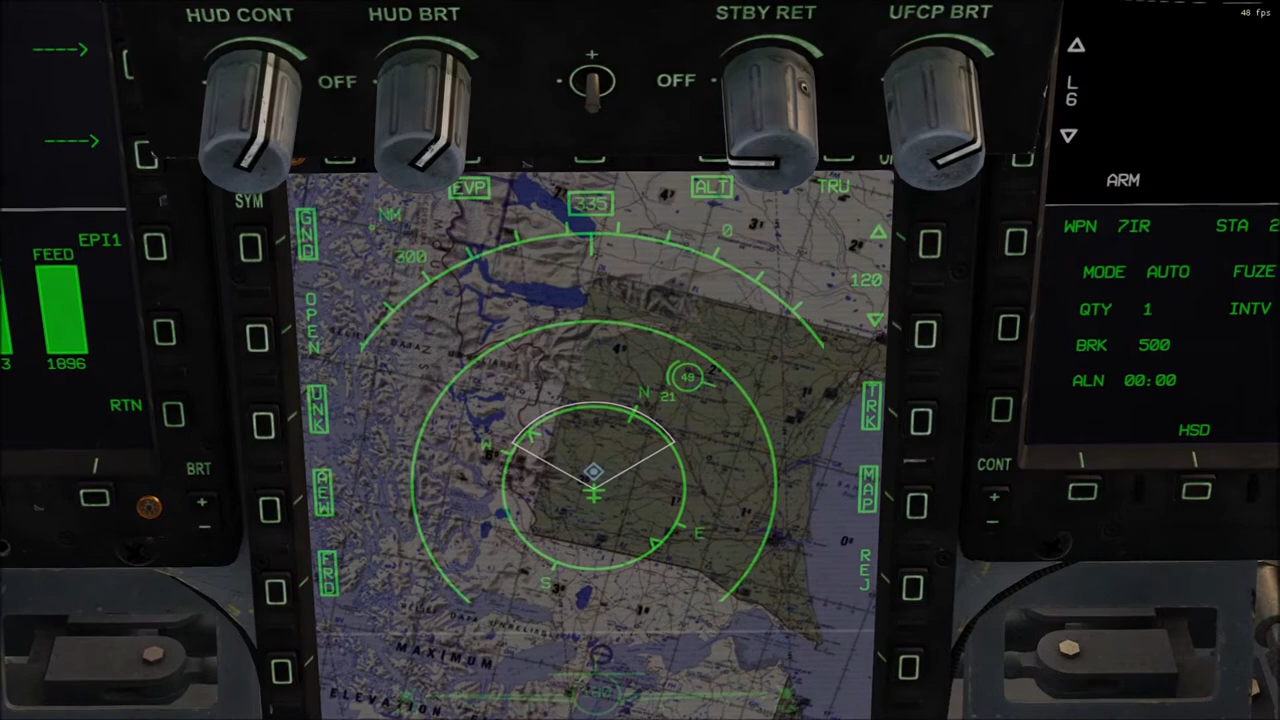 HUD CONT
HUD BRT
STBY RET
UFCP BRT
48 fps
OFF
+
OFF
L
6
ARM
SYM
EVP
335
ALT
TRU
NM
GND
300
0
120
EPI1
FEED
1896
3
RTN
OPEN
UNK
AEW
FRD
49
21
N
W
E
S
TRK
MAP
REJ
WPN 7IR STA 2
MODE AUTO FUZE
QTY 1 INTV
BRK 500
ALN 00:00
HSD
BRT
+
−
CONT
+
−
MAXIMUM
ELEVATION